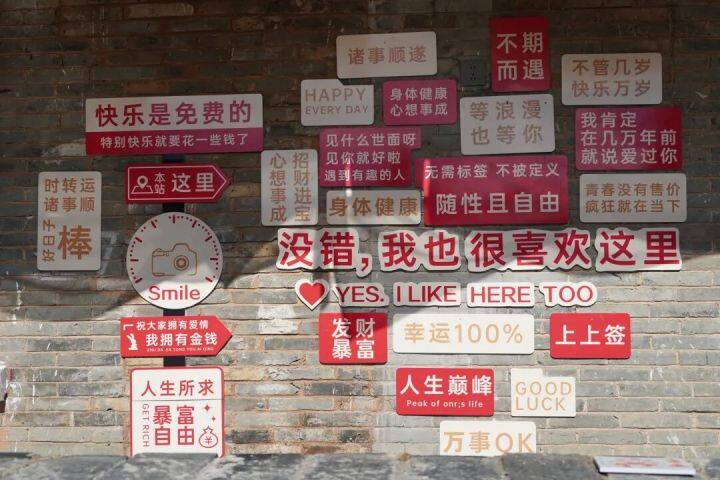 诸事顺遂
不期
而遇
不管几岁
快乐万岁
HAPPY
EVERY DAY
身体健康
心想事成
等浪漫
也等你
我肯定
在几万年前
就说爱过你
快乐是免费的
特别快乐就要花一些钱了
见什么世面呀
见你就好啦
遇到有趣的人
招财进宝
心想事成
无需标签 不被定义
随性且自由
青春没有售价
疯狂就在当下
时转运
诸事顺
好日子
棒
本站
这里
身体健康
没错,我也很喜欢这里
YES. I LIKE HERE TOO
Smile
祝大家拥有爱情
我拥有金钱
发财
暴富
幸运100%
上上签
人生所求
暴富
自由
GET RICH
人生巅峰
Peak of onr;s life
GOOD
LUCK
万事OK